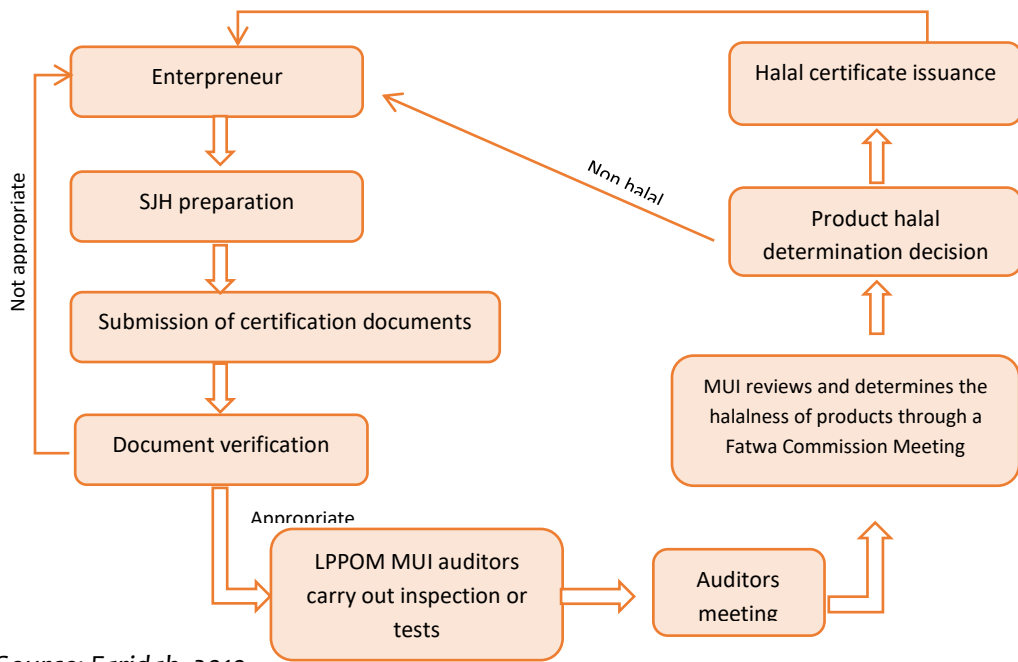 Enterpreneur
Halal certificate issuance
SJH preparation
Non halal
Product halal
determination decision
Not appropriate
Submission of certification documents
MUI reviews and determines the
halalness of products through a
Fatwa Commission Meeting
Document verification
Appropriate
LPPOM MUI auditors
carry out inspection or
tests
Auditors
meeting
Source: